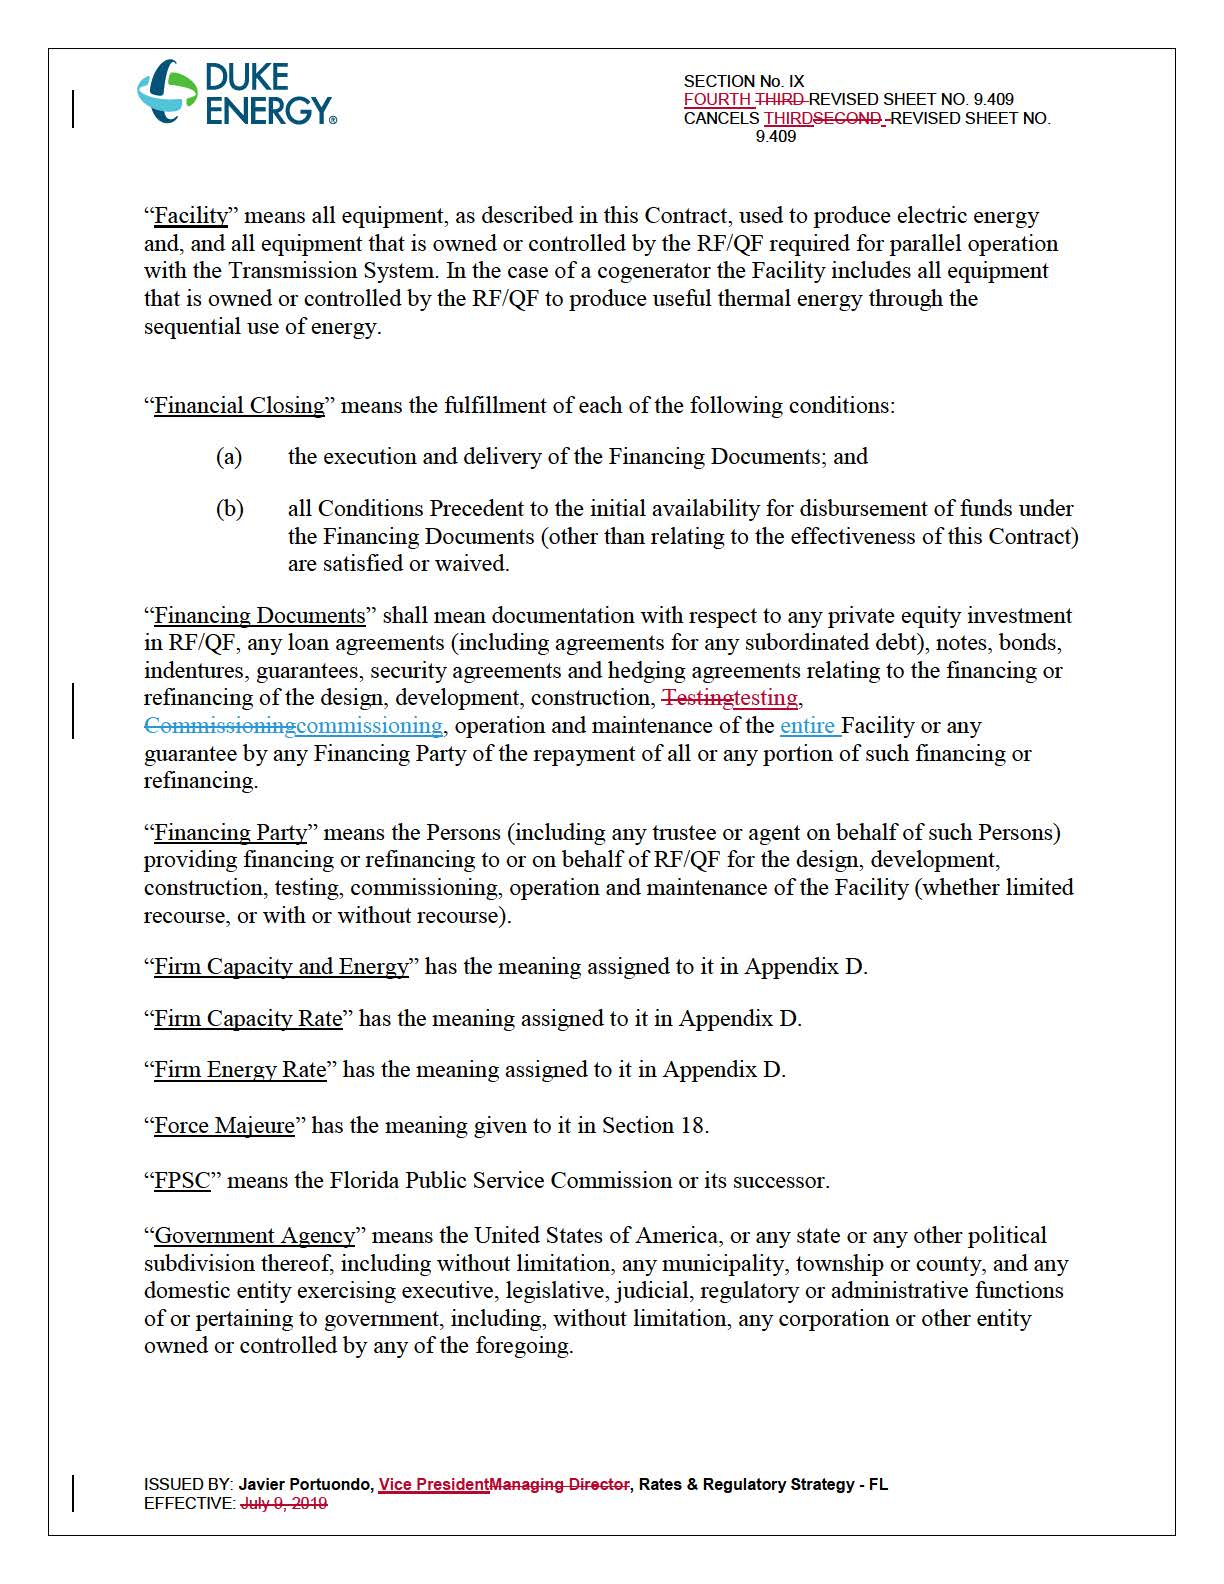 DUKE
ENERGY®
SECTION No. IX
FOURTH THIRD REVISED SHEET NO. 9.409
CANCELS THIRDSECOND -REVISED SHEET NO.
9.409
“Facility” means all equipment, as described in this Contract, used to produce electric energy
and, and all equipment that is owned or controlled by the RF/QF required for parallel operation
with the Transmission System. In the case of a cogenerator the Facility includes all equipment
that is owned or controlled by the RF/QF to produce useful thermal energy through the
sequential use of energy.
“Financial Closing” means the fulfillment of each of the following conditions:
(a) the execution and delivery of the Financing Documents; and
(b) all Conditions Precedent to the initial availability for disbursement of funds under
the Financing Documents (other than relating to the effectiveness of this Contract)
are satisfied or waived.
“Financing Documents” shall mean documentation with respect to any private equity investment
in RF/QF, any loan agreements (including agreements for any subordinated debt), notes, bonds,
indentures, guarantees, security agreements and hedging agreements relating to the financing or
refinancing of the design, development, construction, Testingtesting,
Commissioningcommissioning, operation and maintenance of the entire Facility or any
guarantee by any Financing Party of the repayment of all or any portion of such financing or
refinancing.
“Financing Party” means the Persons (including any trustee or agent on behalf of such Persons)
providing financing or refinancing to or on behalf of RF/QF for the design, development,
construction, testing, commissioning, operation and maintenance of the Facility (whether limited
recourse, or with or without recourse).
“Firm Capacity and Energy” has the meaning assigned to it in Appendix D.
“Firm Capacity Rate” has the meaning assigned to it in Appendix D.
“Firm Energy Rate” has the meaning assigned to it in Appendix D.
“Force Majeure” has the meaning given to it in Section 18.
“FPSC” means the Florida Public Service Commission or its successor.
“Government Agency” means the United States of America, or any state or any other political
subdivision thereof, including without limitation, any municipality, township or county, and any
domestic entity exercising executive, legislative, judicial, regulatory or administrative functions
of or pertaining to government, including, without limitation, any corporation or other entity
owned or controlled by any of the foregoing.
ISSUED BY: Javier Portuondo, Vice PresidentManaging Director, Rates & Regulatory Strategy - FL
EFFECTIVE: July 9, 2019